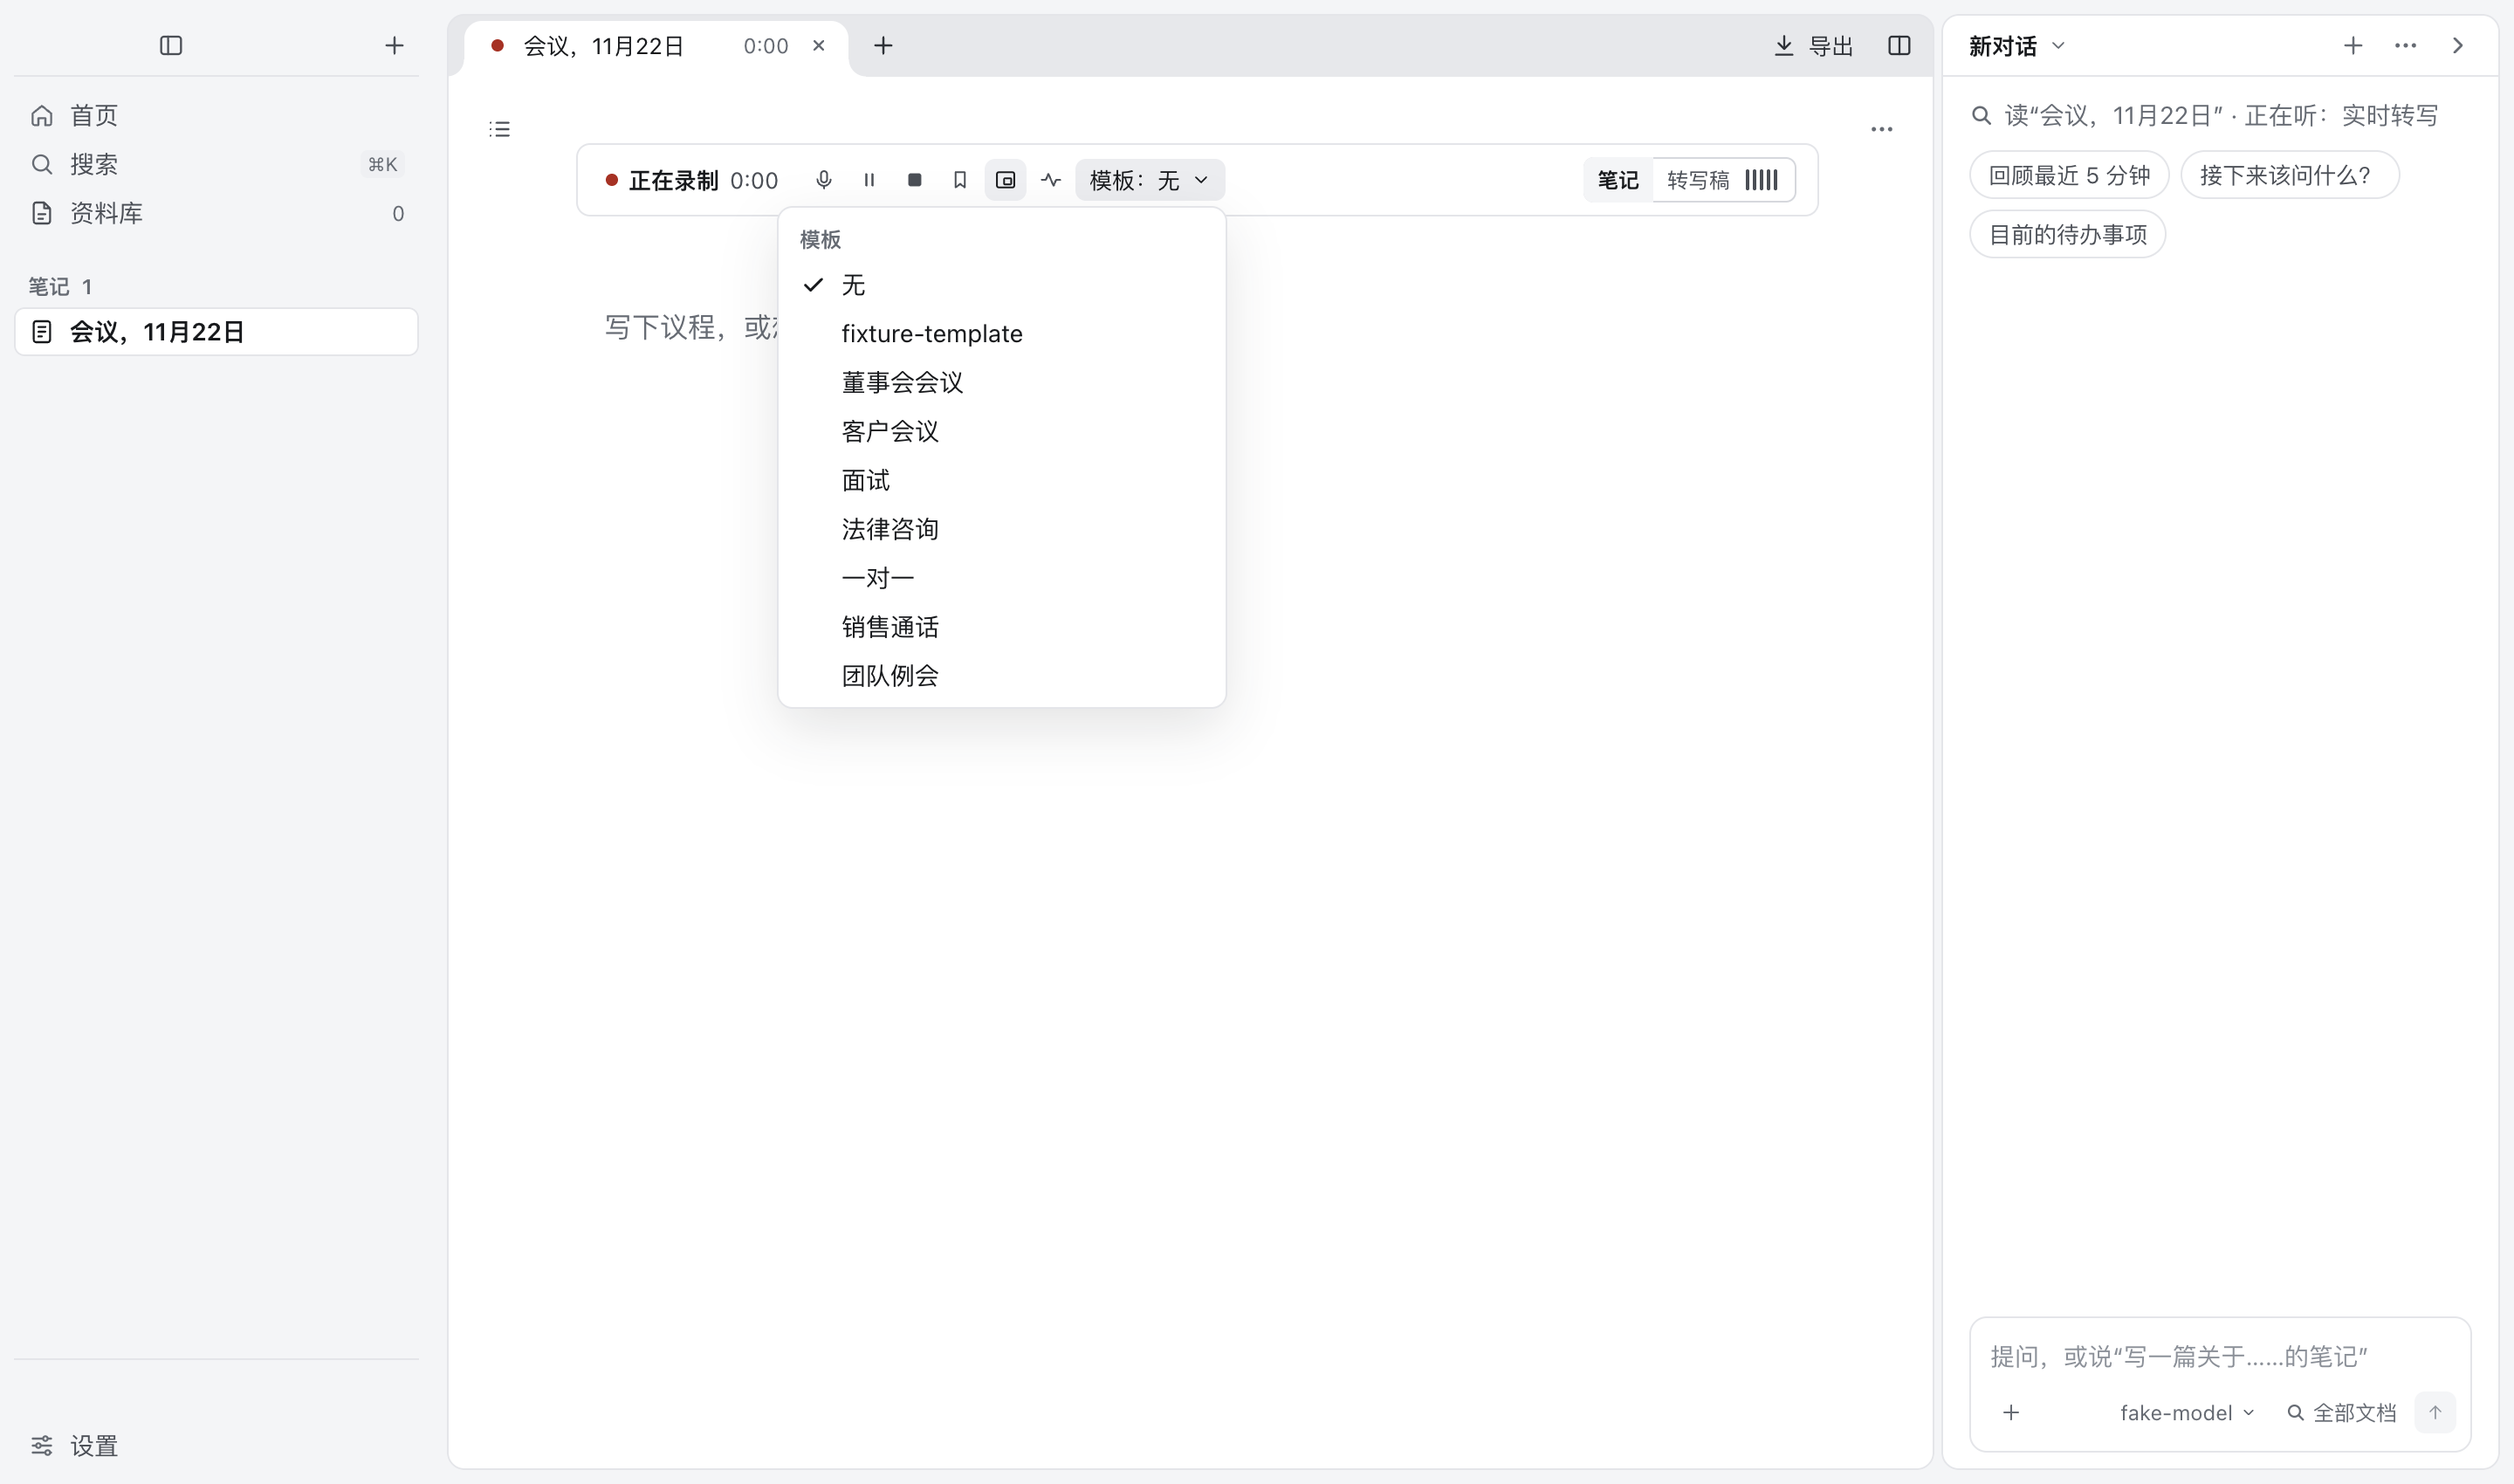 首页
搜索 ⌘K
资料库 0
笔记 1
会议，11月22日
设置
会议，11月22日 0:00
导出
正在录制 0:00
模板：无
笔记 转写稿
写下议程，或
模板
无
fixture-template
董事会会议
客户会议
面试
法律咨询
一对一
销售通话
团队例会
新对话
读“会议，11月22日” · 正在听：实时转写
回顾最近 5 分钟
接下来该问什么？
目前的待办事项
提问，或说“写一篇关于……的笔记”
fake-model
全部文档